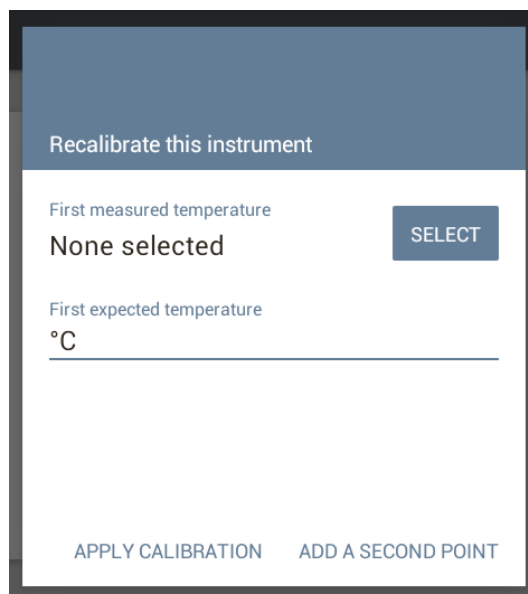 Recalibrate this instrument
First measured temperature
None selected
SELECT
First expected temperature
°C
APPLY CALIBRATION
ADD A SECOND POINT